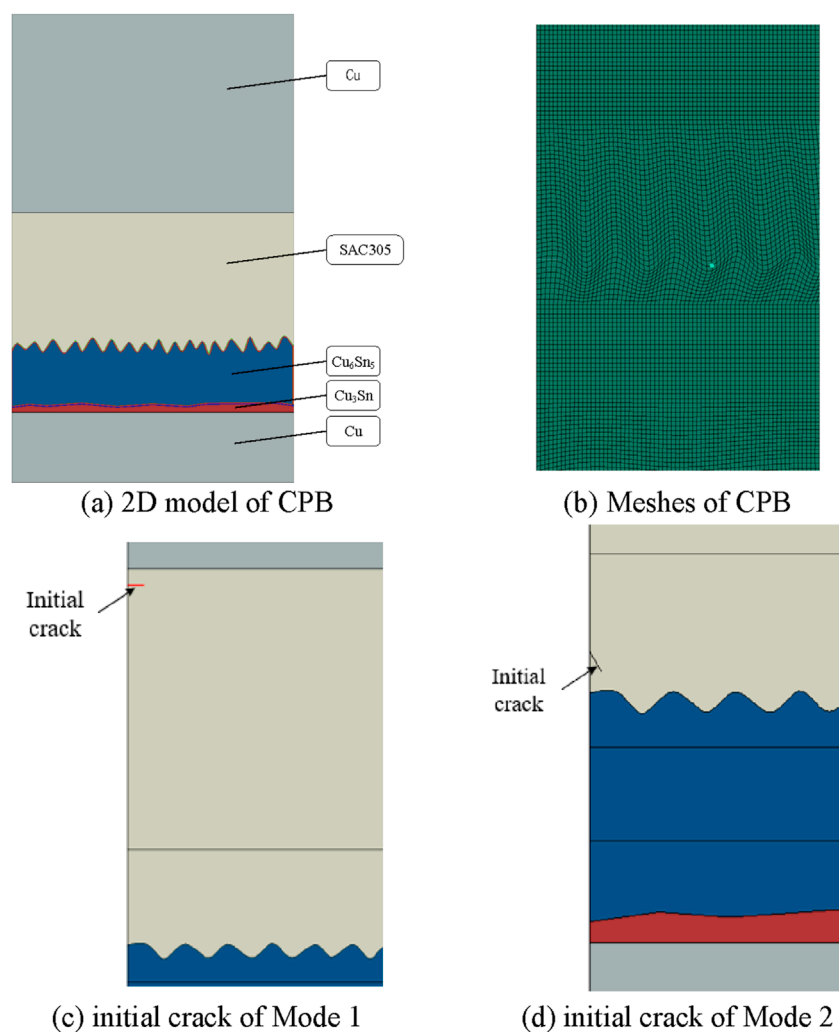 Cu
SAC305
Cu₆Sn₅
Cu₃Sn
Cu
(a) 2D model of CPB
(b) Meshes of CPB
Initial
crack
Initial
crack
(c) initial crack of Mode 1
(d) initial crack of Mode 2